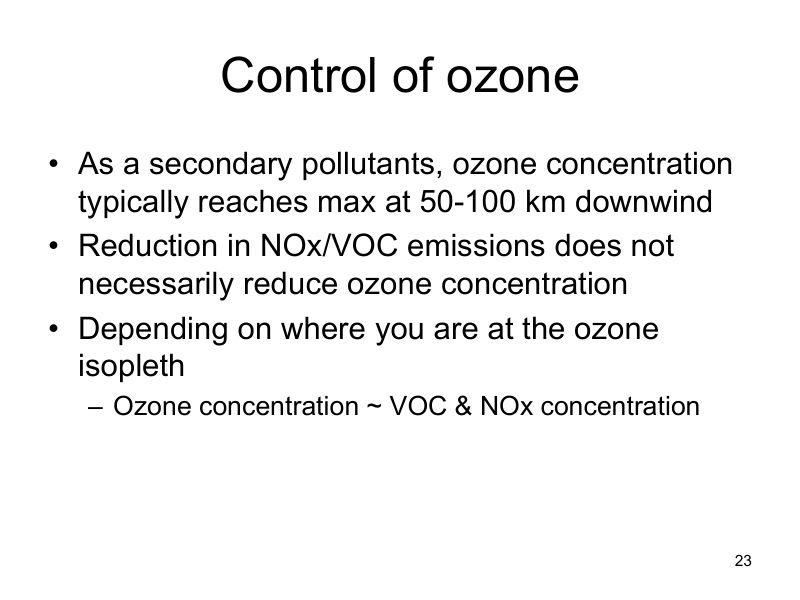 Control of ozone
• As a secondary pollutants, ozone concentration
typically reaches max at 50-100 km downwind
• Reduction in NOx/VOC emissions does not
necessarily reduce ozone concentration
• Depending on where you are at the ozone
isopleth
– Ozone concentration ~ VOC & NOx concentration
23